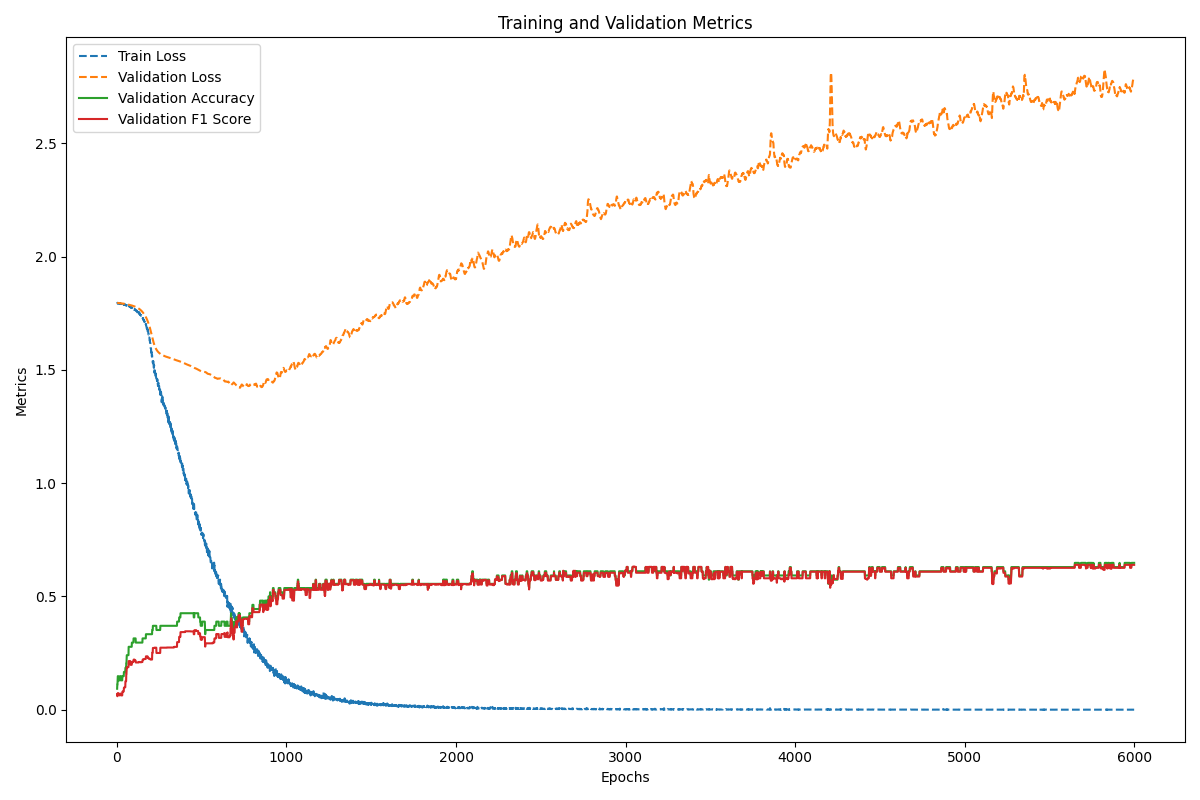 Training and Validation Metrics
Train Loss
Validation Loss
Validation Accuracy
Validation F1 Score
Metrics
2.5
2.0
1.5
1.0
0.5
0.0
0 1000 2000 3000 4000 5000 6000
Epochs